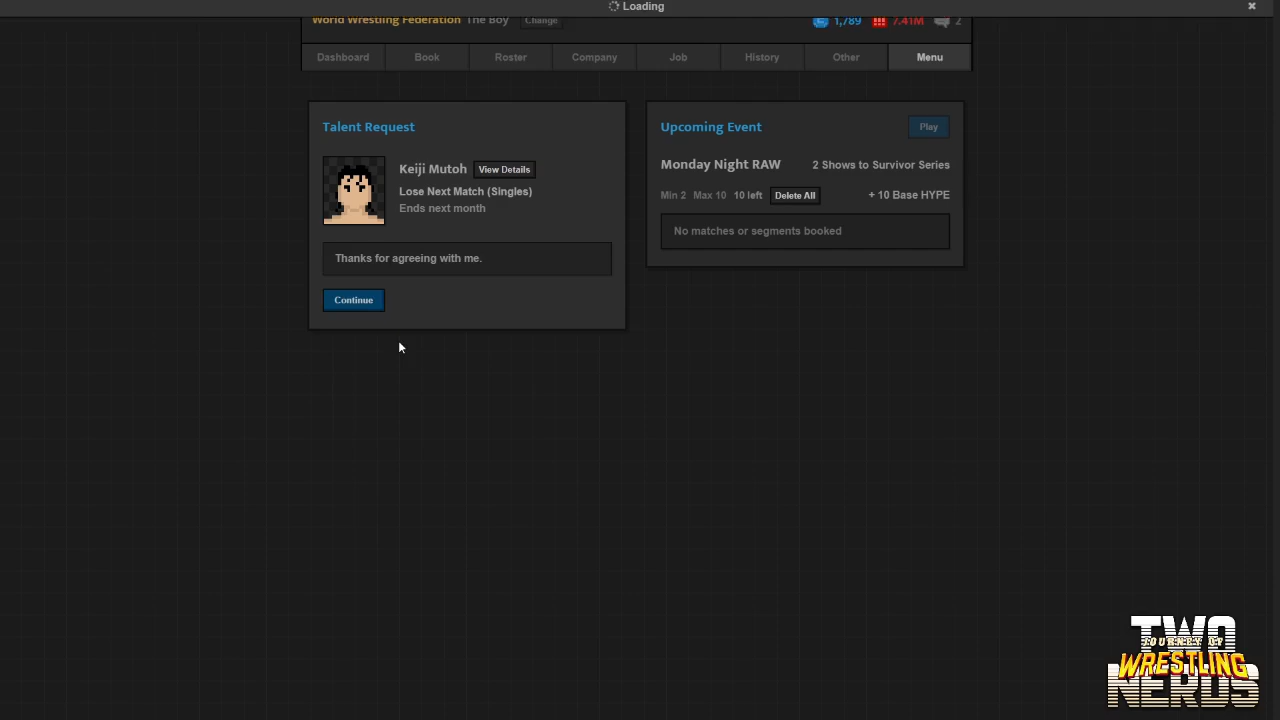 Loading
World Wrestling Federation The Boy Change 1,789 7.41M 2
Dashboard Book Roster Company Job History Other Menu
Talent Request
Keiji Mutoh View Details
Lose Next Match (Singles)
Ends next month
Thanks for agreeing with me.
Continue
Upcoming Event Play
Monday Night RAW 2 Shows to Survivor Series
Min 2 Max 10 10 left Delete All + 10 Base HYPE
No matches or segments booked
TWO
JOURNEY OF
WRESTLING
NERDS